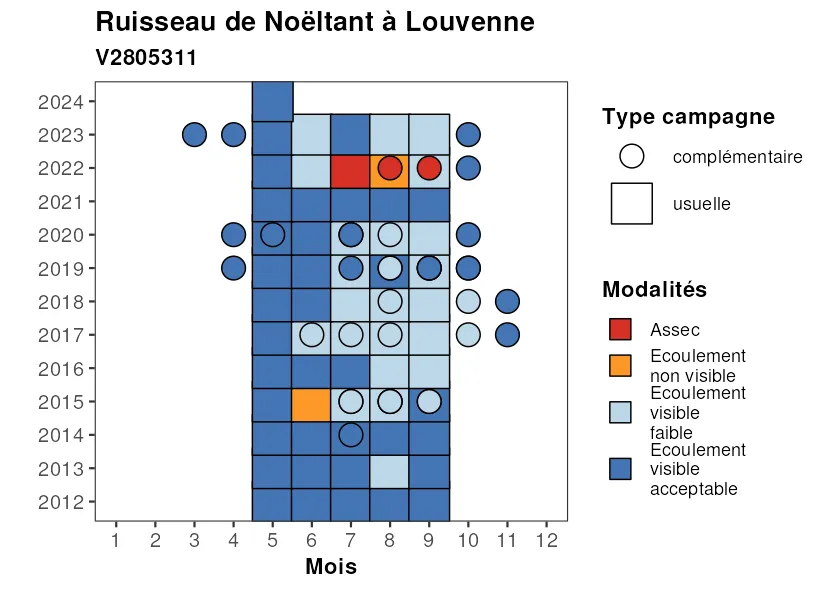 Ruisseau de Noëltant à Louvenne
V2805311
2024
2023
2022
2021
2020
2019
2018
2017
2016
2015
2014
2013
2012
1 2 3 4 5 6 7 8 9 10 11 12
Mois
Type campagne
complémentaire
usuelle
Modalités
Assec
Ecoulement
non visible
Ecoulement
visible
faible
Ecoulement
visible
acceptable